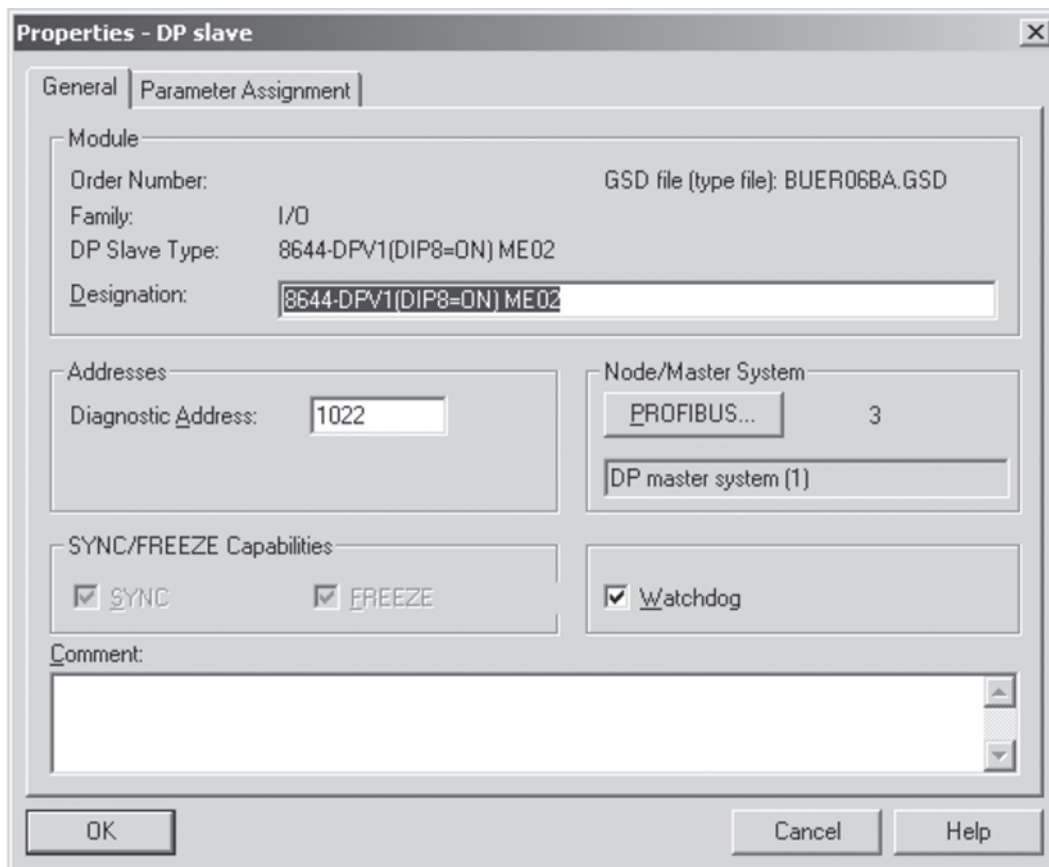 Properties - DP slave
General
Parameter Assignment
Module
Order Number:
GSD file (type file): BUER06BA.GSD
Family:
I/O
DP Slave Type:
8644-DPV1(DIP8=ON) ME02
Designation:
8644-DPV1(DIP8=ON) ME02
Addresses
Diagnostic Address:
1022
Node/Master System
PROFIBUS...
3
DP master system (1)
SYNC/FREEZE Capabilities
SYNC
FREEZE
Watchdog
Comment:
OK
Cancel
Help